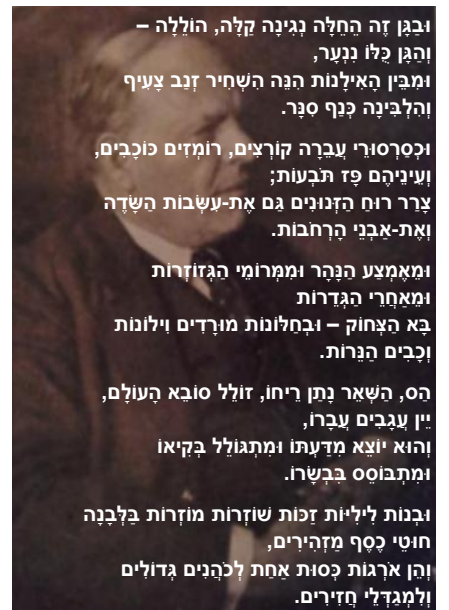 וּבַגָּן זֶה הֵחֵלָּה נְגִינָה קַלָּה, הוֹלֵלָה –
וְהַגָּן כֻּלּוֹ נִנְעָר,
וּמִבֵּין הָאִילָנוֹת הִנֵּה הִשְׁחִיר זְנַב צָעִיף
וְהִלְבִּינָה כְּנַף סִנָּר.

וּכְסַרְסוּרֵי עֲבֵרָה קוֹרְצִים, רוֹמְזִים כּוֹכָבִים,
וְעֵינֵיהֶם פָּז תֹּבְעוֹת;
צָרַר רוּחַ הַזְּנוּנִים גַּם אֶת-עִשְּׂבוֹת הַשָּׂדֶה
וְאֶת-אַבְנֵי הָרְחֹבוֹת.

וּמֵאֶמְצַע הַנָּהָר וּמִמְּרוֹמֵי הַגְּזוֹזְרוֹת
וּמֵאַחֲרֵי הַגְּדֵרוֹת
בָּא הַצְּחוֹק – וּבְחַלּוֹנוֹת מוּרָדִים וִילוֹנוֹת
וְכָבִים הַנֵּרוֹת.

הַס, הַשְּׁאֵר נָתַן רֵיחוֹ, זוֹלֵל סוֹבֵא הָעוֹלָם,
יֵין עֲגָבִים עֲבָרוֹ,
וְהוּא יוֹצֵא מִדַּעְתּוֹ וּמִתְגּוֹלֵל בְּקִיאוֹ
וּמִתְבּוֹסֵס בִּבְשָׂרוֹ.

וּבְנוֹת לִילִיּוֹת זַכּוֹת שׁוֹזְרוֹת מוֹזְרוֹת בַּלְּבָנָה
חוּטֵי כֶסֶף מַזְהִירִים,
וְהֵן אֹרְגוֹת כְּסוּת אַחַת לְכֹהֲנִים גְּדוֹלִים
וְלִמְגַדְּלֵי חֲזִירִים.